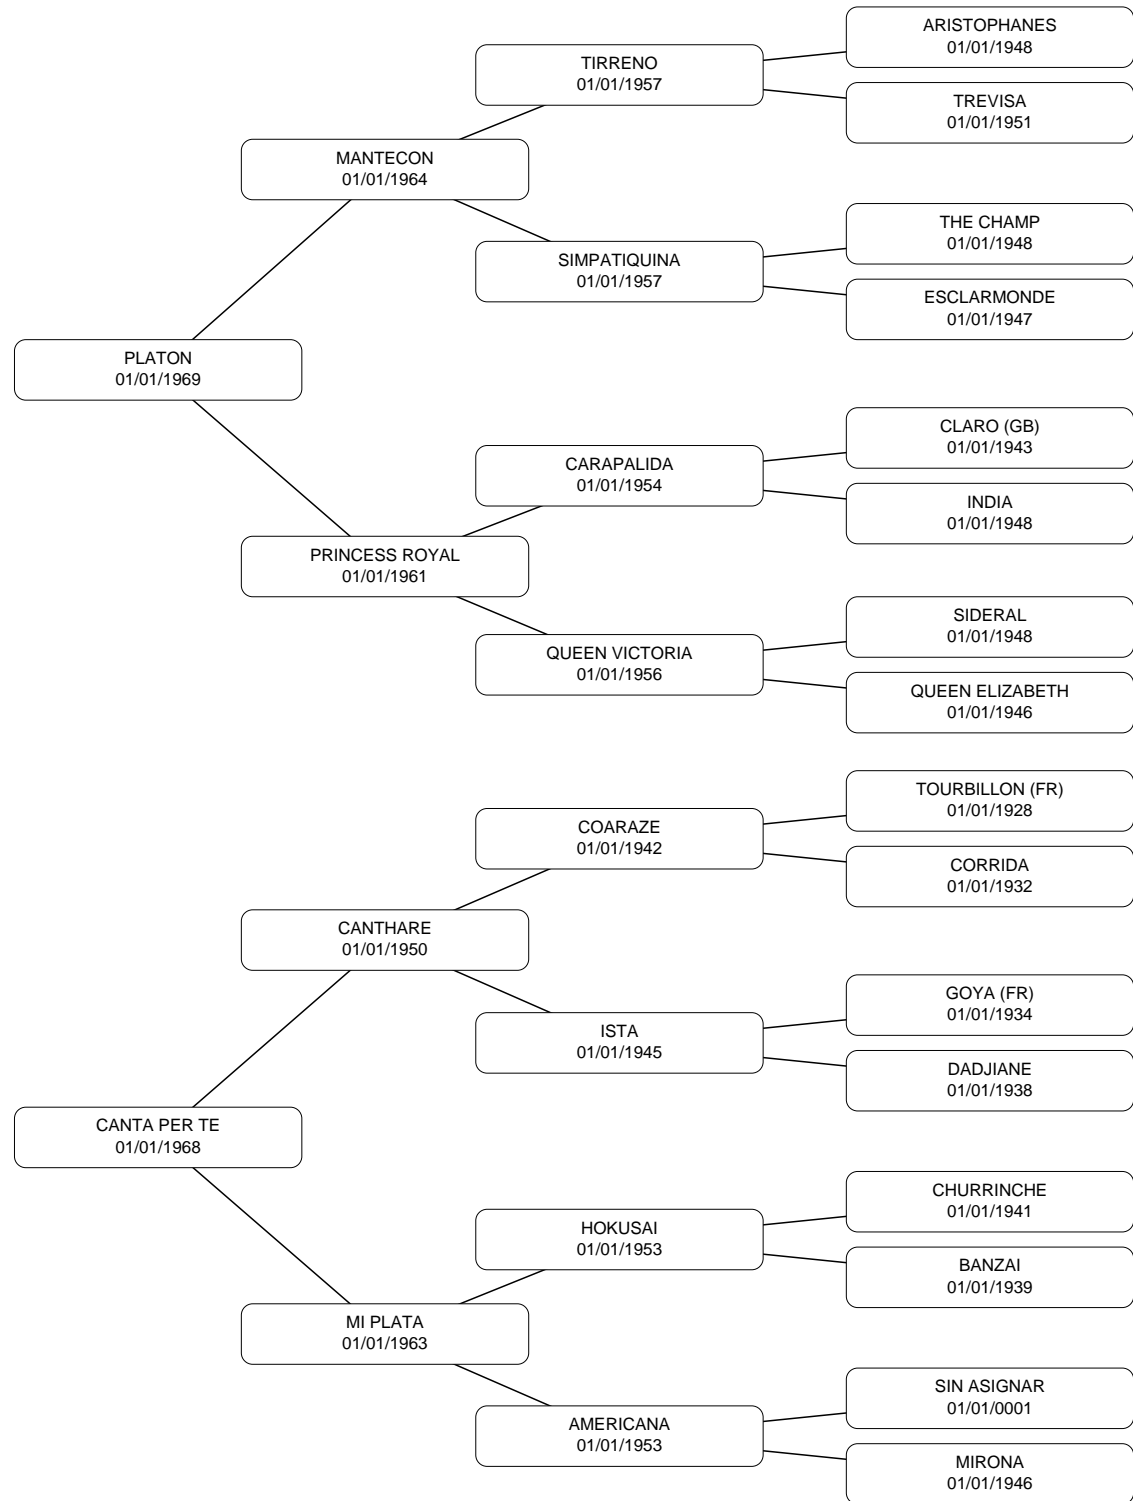 ARISTOPHANES
01/01/1948
TIRRENO
01/01/1957
TREVISA
01/01/1951
MANTECON
01/01/1964
THE CHAMP
01/01/1948
SIMPATIQUINA
01/01/1957
ESCLARMONDE
01/01/1947
PLATON
01/01/1969
CLARO (GB)
01/01/1943
CARAPALIDA
01/01/1954
INDIA
01/01/1948
PRINCESS ROYAL
01/01/1961
SIDERAL
01/01/1948
QUEEN VICTORIA
01/01/1956
QUEEN ELIZABETH
01/01/1946
TOURBILLON (FR)
01/01/1928
COARAZE
01/01/1942
CORRIDA
01/01/1932
CANTHARE
01/01/1950
GOYA (FR)
01/01/1934
ISTA
01/01/1945
DADJIANE
01/01/1938
CANTA PER TE
01/01/1968
CHURRINCHE
01/01/1941
HOKUSAI
01/01/1953
BANZAI
01/01/1939
MI PLATA
01/01/1963
SIN ASIGNAR
01/01/0001
AMERICANA
01/01/1953
MIRONA
01/01/1946